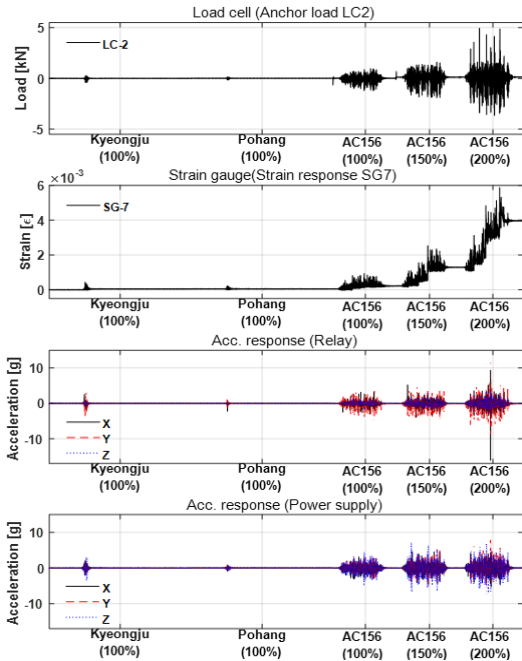 Load cell (Anchor load LC2)
Load [kN]
5
0
-5
LC-2
Kyeongju Pohang AC156 AC156 AC156
(100%) (100%) (100%) (150%) (200%)
Strain gauge(Strain response SG7)
× 10⁻³
Strain [ϵ]
6
4
2
0
SG-7
Kyeongju Pohang AC156 AC156 AC156
(100%) (100%) (100%) (150%) (200%)
Acc. response (Relay)
Acceleration [g]
10
0
-10
X
Y
Z
Kyeongju Pohang AC156 AC156 AC156
(100%) (100%) (100%) (150%) (200%)
Acc. response (Power supply)
Acceleration [g]
10
0
-10
X
Y
Z
Kyeongju Pohang AC156 AC156 AC156
(100%) (100%) (100%) (150%) (200%)